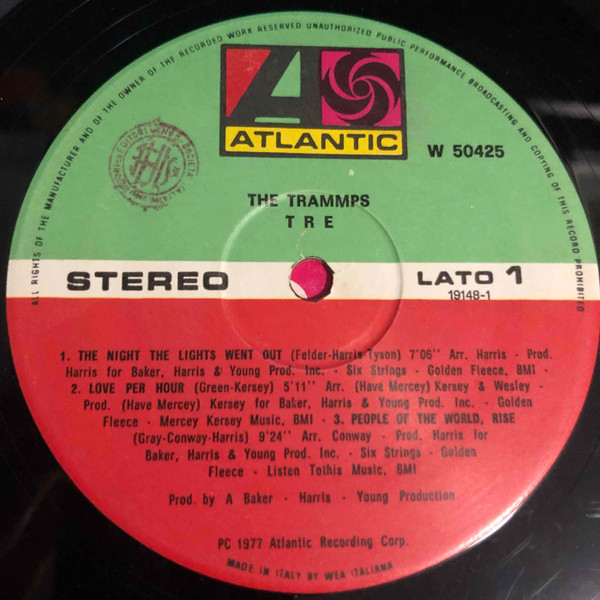 ALL RIGHTS OF THE MANUFACTURER AND OF THE OWNER OF THE RECORDED WORK RESERVED UNAUTHORIZED PUBLIC PERFORMANCE BROADCASTING AND COPYING OF THIS RECORD PROHIBITED
A
ATLANTIC
W 50425
THE TRAMMPS
TRE
STEREO
LATO 1
19148-1
1. THE NIGHT THE LIGHTS WENT OUT (Felder-Harris-Tyson) 7'06'' Arr. Harris - Prod.
Harris for Baker, Harris & Young Prod. Inc. - Six Strings - Golden Fleece, BMI -
2. LOVE PER HOUR (Green-Kersey) 5'11'' Arr. (Have Mercey) Kersey & Wesley -
Prod. (Have Mercey) Kersey for Baker, Harris & Young Prod. Inc. - Golden
Fleece - Mercey Kersey Music, BMI - 3. PEOPLE OF THE WORLD, RISE
(Gray-Conway-Harris) 9'24'' Arr. Conway - Prod. Harris for
Baker, Harris & Young Prod. Inc. - Six Strings - Golden
Fleece - Listen Tothis Music, BMI
Prod. by A Baker - Harris - Young Production
PC 1977 Atlantic Recording Corp.
MADE IN ITALY BY WEA ITALIANA